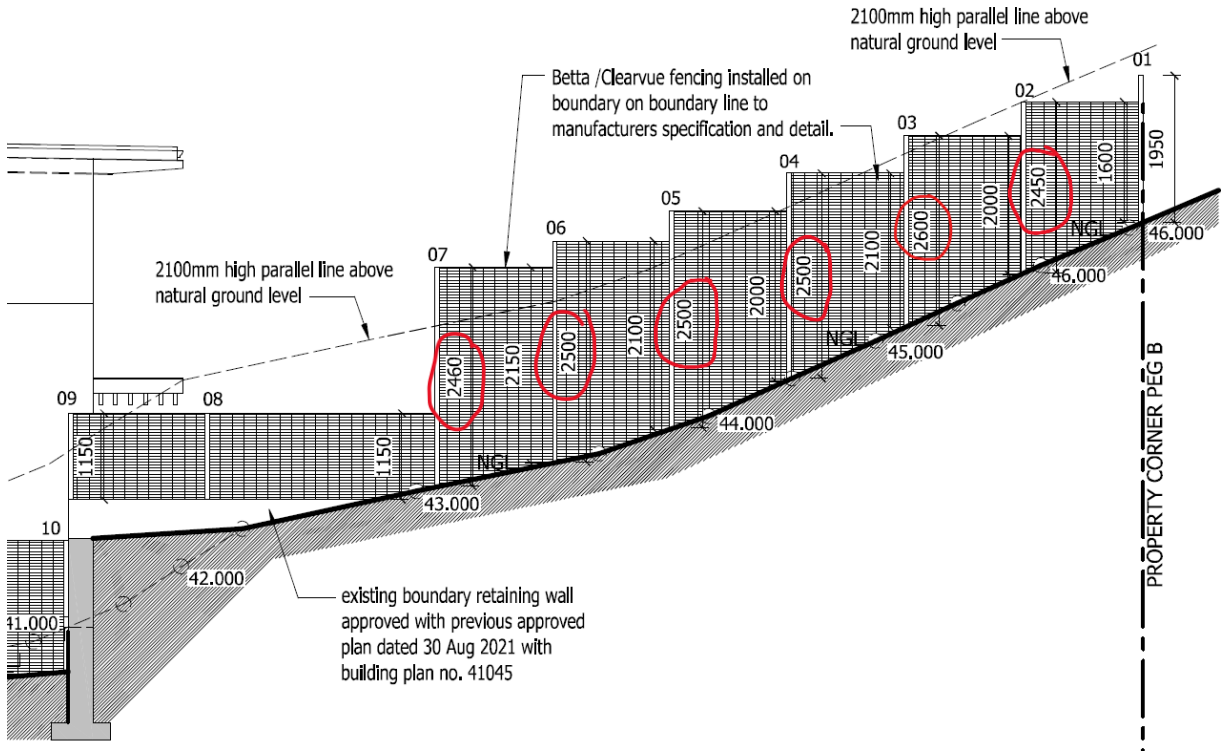 2100mm high parallel line above
natural ground level
01
Betta /Clearvue fencing installed on
boundary on boundary line to
manufacturers specification and detail.
02
03
04
05
06
07
2100mm high parallel line above
natural ground level
1950
1600
2450
2000
2600
2100
2500
2000
2500
2100
2500
2150
2460
NGL
46.000
46.000
NGL
45.000
44.000
NGL
43.000
09
08
1150
1150
10
42.000
41.000
existing boundary retaining wall
approved with previous approved
plan dated 30 Aug 2021 with
building plan no. 41045
PROPERTY CORNER PEG B